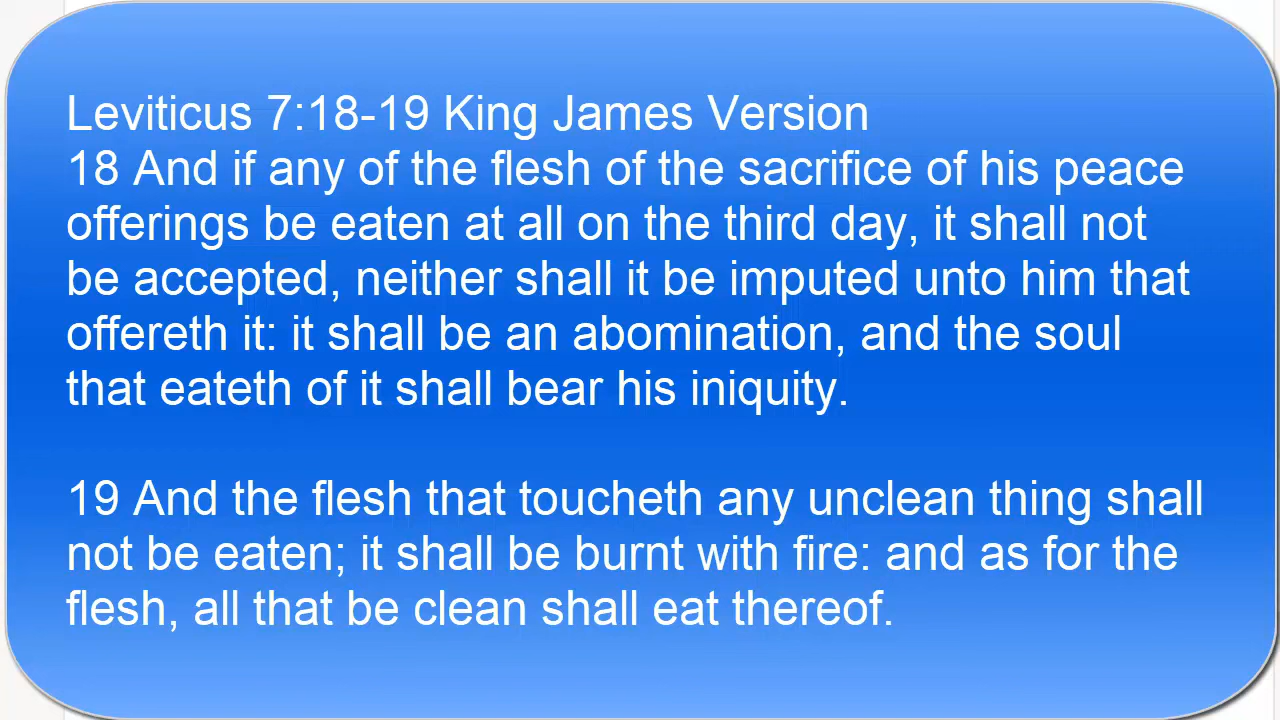 Leviticus 7:18-19 King James Version
18 And if any of the flesh of the sacrifice of his peace
offerings be eaten at all on the third day, it shall not
be accepted, neither shall it be imputed unto him that
offereth it: it shall be an abomination, and the soul
that eateth of it shall bear his iniquity.
19 And the flesh that toucheth any unclean thing shall
not be eaten; it shall be burnt with fire: and as for the
flesh, all that be clean shall eat thereof.